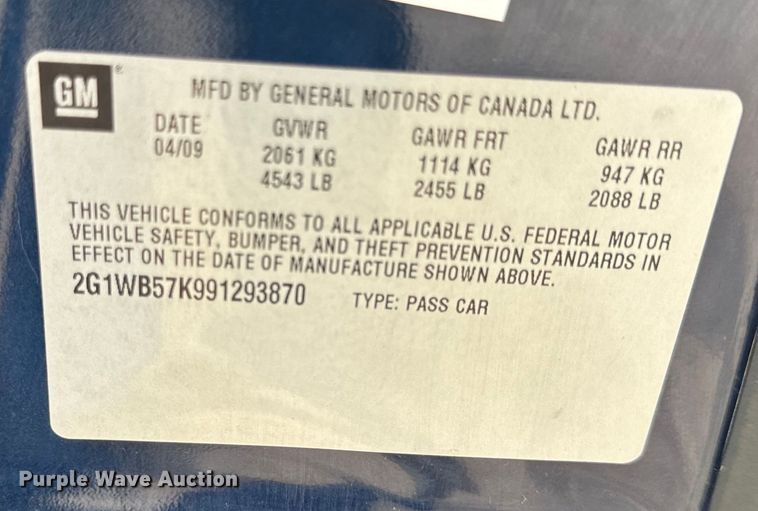 GM®
MFD BY GENERAL MOTORS OF CANADA LTD.
DATE GVWR GAWR FRT GAWR RR
04/09 2061 KG 1114 KG 947 KG
4543 LB 2455 LB 2088 LB
THIS VEHICLE CONFORMS TO ALL APPLICABLE U.S. FEDERAL MOTOR
VEHICLE SAFETY, BUMPER, AND THEFT PREVENTION STANDARDS IN
EFFECT ON THE DATE OF MANUFACTURE SHOWN ABOVE.
2G1WB57K991293870 TYPE: PASS CAR
Purple Wave Auction